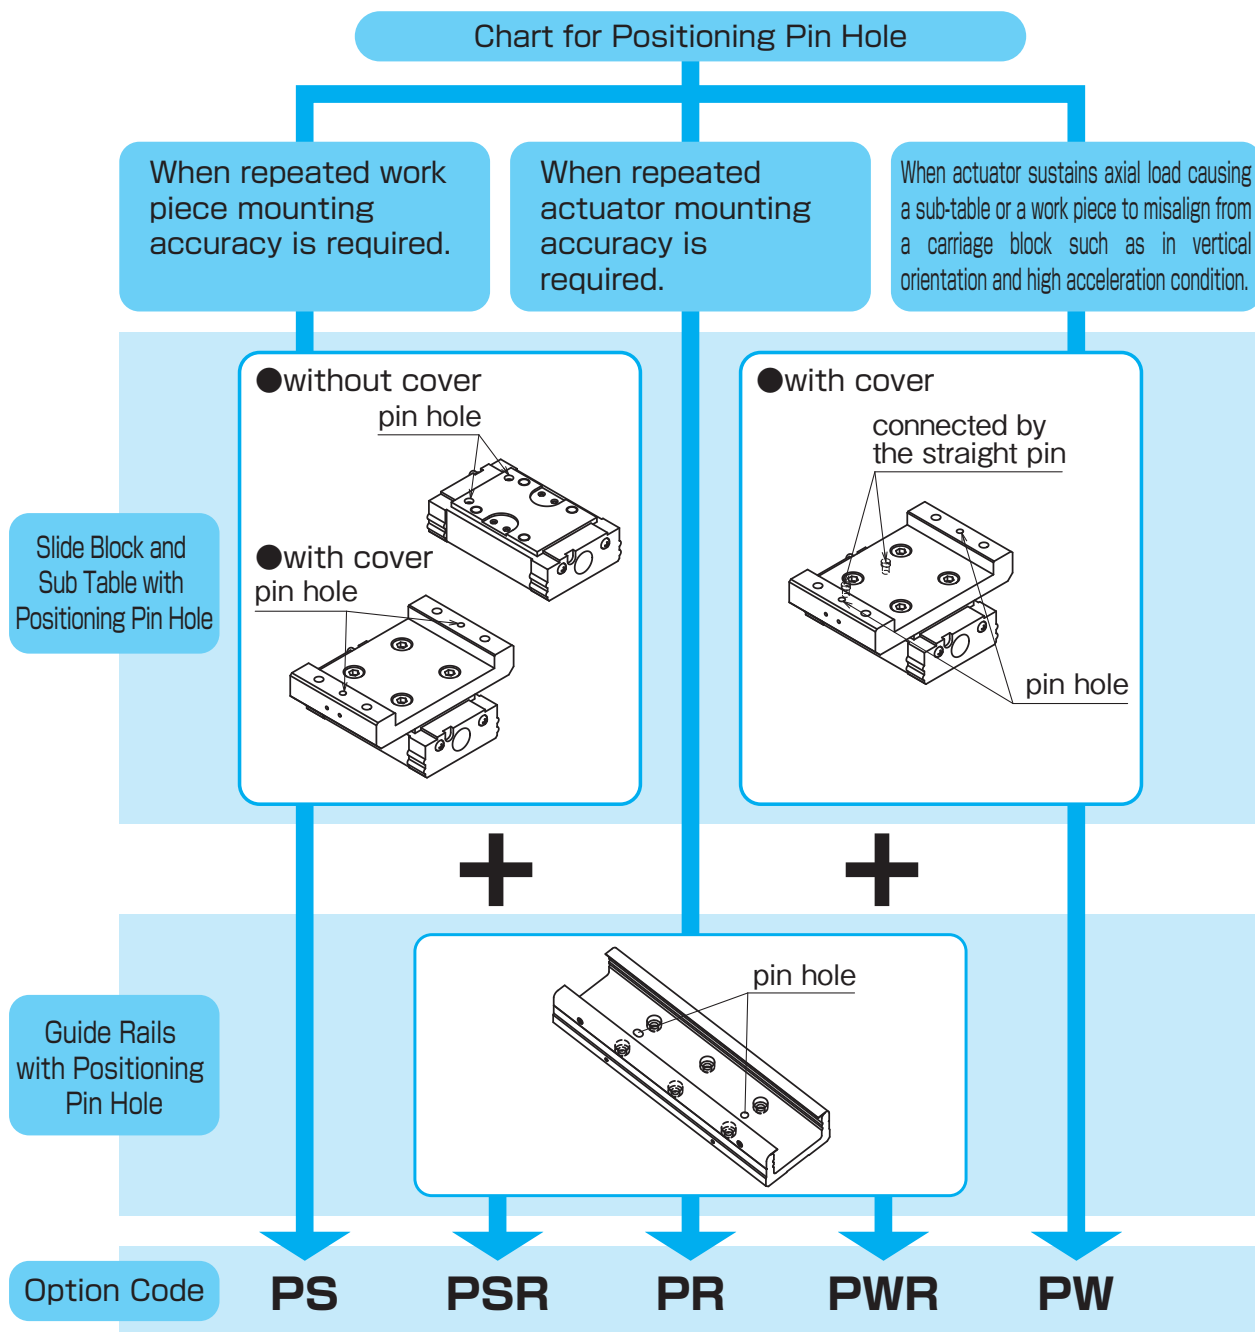 Chart for Positioning Pin Hole
When repeated work
piece mounting
accuracy is required.
When repeated
actuator mounting
accuracy is
required.
When actuator sustains axial load causing
a sub-table or a work piece to misalign from
a carriage block such as in vertical
orientation and high acceleration condition.
Slide Block and
Sub Table with
Positioning Pin Hole
●without cover
pin hole
●with cover
pin hole
●with cover
connected by
the straight pin
pin hole
+
+
Guide Rails
with Positioning
Pin Hole
pin hole
Option Code
PS
PSR
PR
PWR
PW